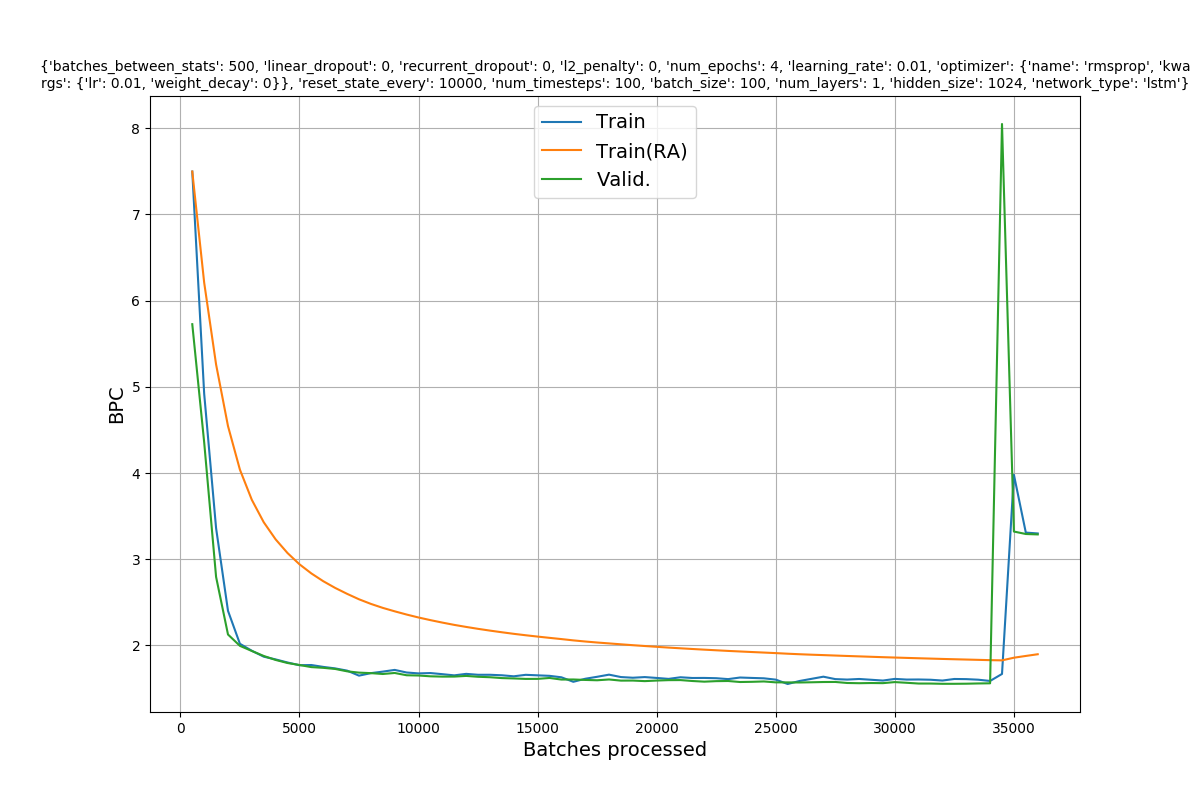 {'batches_between_stats': 500, 'linear_dropout': 0, 'recurrent_dropout': 0, 'l2_penalty': 0, 'num_epochs': 4, 'learning_rate': 0.01, 'optimizer': {'name': 'rmsprop', 'kwa
rgs': {'lr': 0.01, 'weight_decay': 0}}, 'reset_state_every': 10000, 'num_timesteps': 100, 'batch_size': 100, 'num_layers': 1, 'hidden_size': 1024, 'network_type': 'lstm'}
Train
Train(RA)
Valid.
8
7
6
5
4
3
2
BPC
0 5000 10000 15000 20000 25000 30000 35000
Batches processed